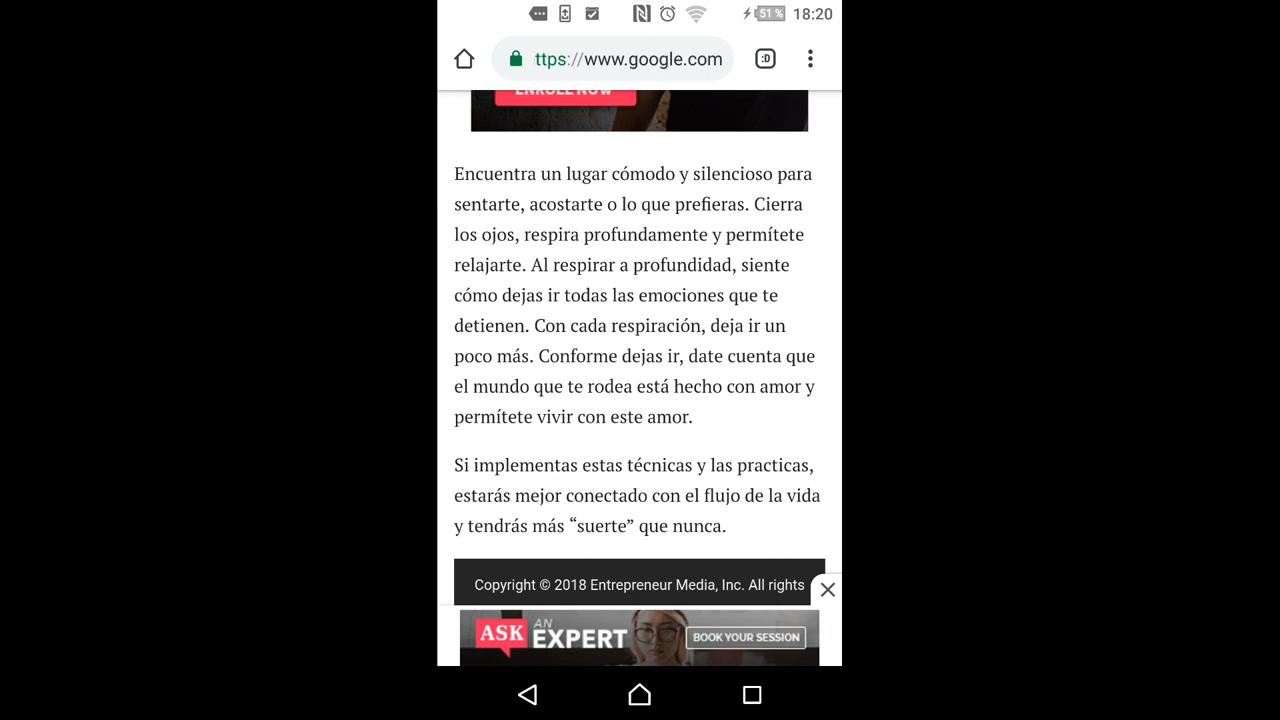 51 %
18:20
ttps://www.google.com
:D
ENROLL NOW
Encuentra un lugar cómodo y silencioso para
sentarte, acostarte o lo que prefieras. Cierra
los ojos, respira profundamente y permítete
relajarte. Al respirar a profundidad, siente
cómo dejas ir todas las emociones que te
detienen. Con cada respiración, deja ir un
poco más. Conforme dejas ir, date cuenta que
el mundo que te rodea está hecho con amor y
permítete vivir con este amor.
Si implementas estas técnicas y las practicas,
estarás mejor conectado con el flujo de la vida
y tendrás más “suerte” que nunca.
Copyright © 2018 Entrepreneur Media, Inc. All rights
ASK AN EXPERT
BOOK YOUR SESSION